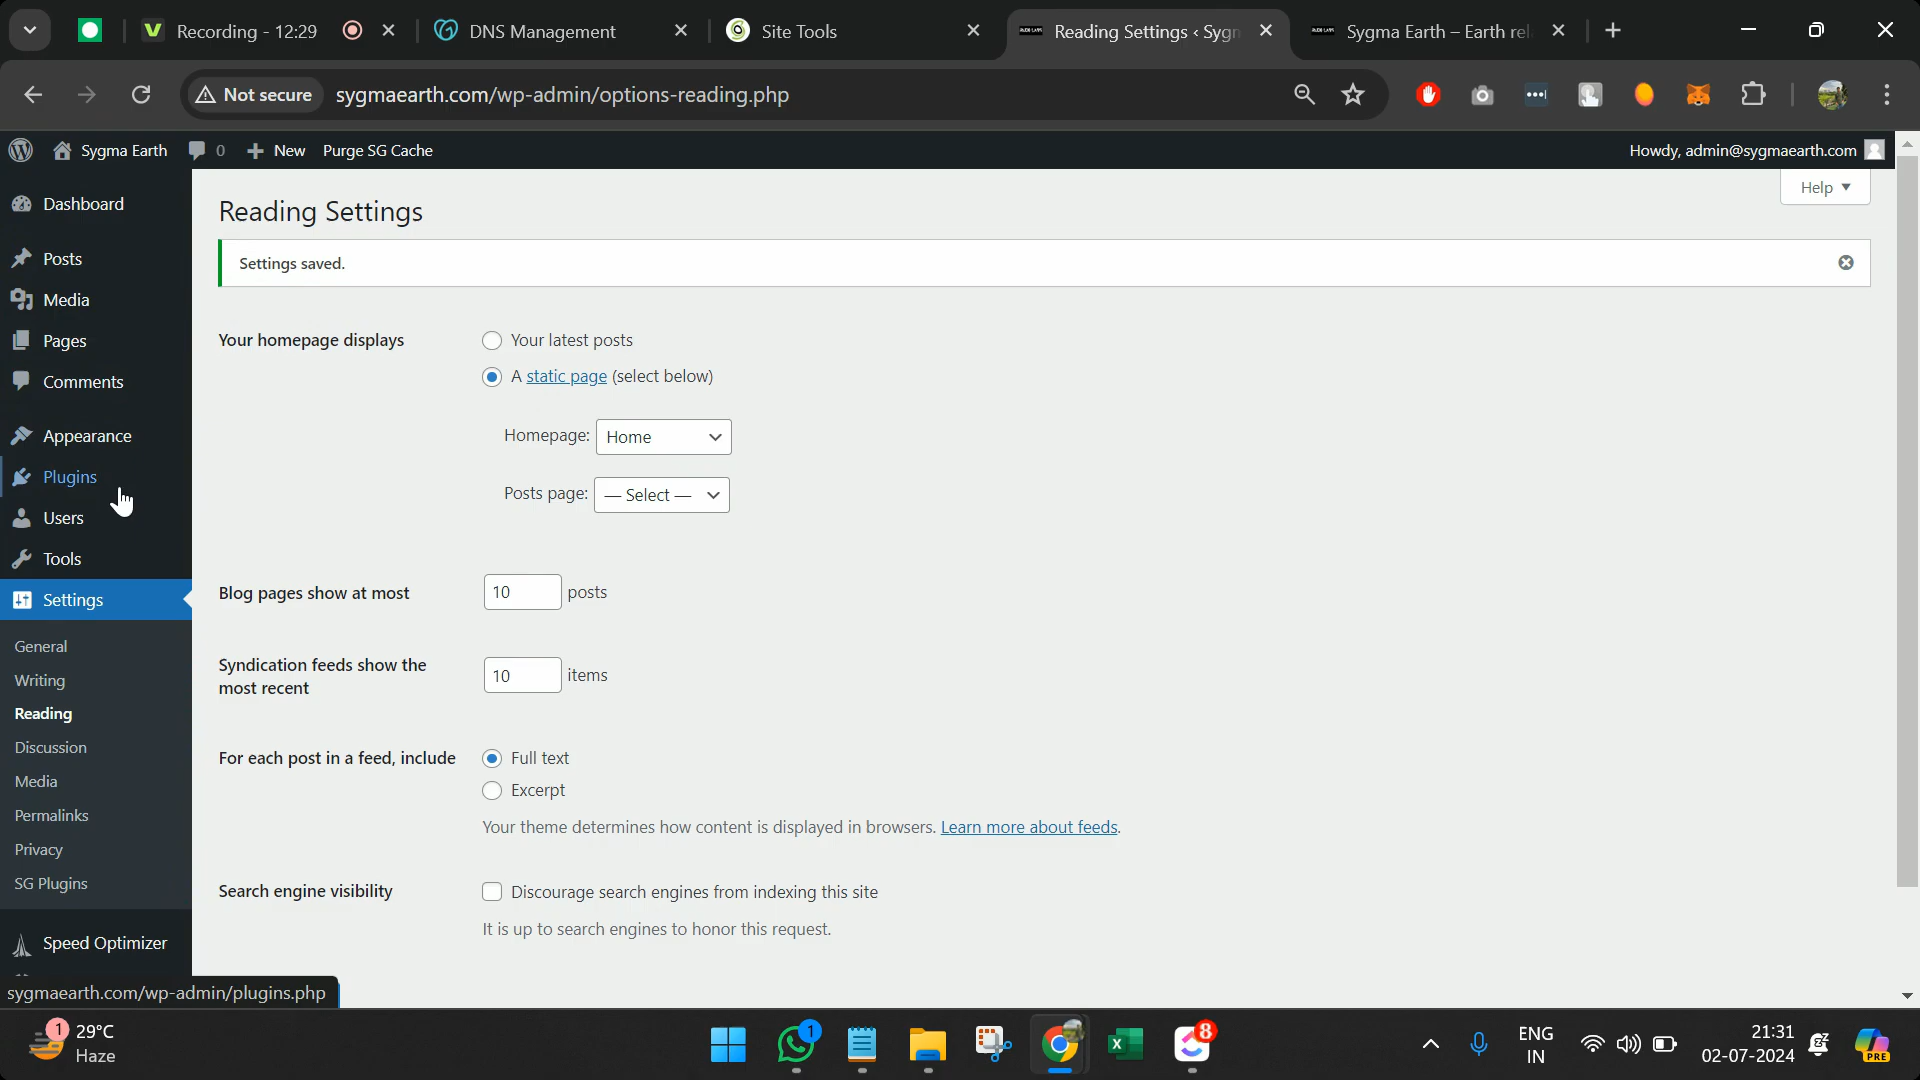 Recording - 12:29
DNS Management
Site Tools
Reading Settings ‹ Sygm
Sygma Earth – Earth rel
Not secure
sygmaearth.com/wp-admin/options-reading.php
Sygma Earth
0
New
Purge SG Cache
Howdy, admin@sygmaearth.com
Dashboard
Posts
Media
Pages
Comments
Appearance
Plugins
Users
Tools
Settings
General
Writing
Reading
Discussion
Media
Permalinks
Privacy
SG Plugins
Speed Optimizer
sygmaearth.com/wp-admin/plugins.php
Help
Reading Settings
Settings saved.
Your homepage displays
Your latest posts
A static page (select below)
Homepage: Home
Posts page: — Select —
Blog pages show at most 10 posts
Syndication feeds show the
most recent
10 items
For each post in a feed, include
Full text
Excerpt
Your theme determines how content is displayed in browsers. Learn more about feeds.
Search engine visibility
Discourage search engines from indexing this site
It is up to search engines to honor this request.
1
29°C
Haze
1
8
ENG
IN
21:31
02-07-2024
PRE